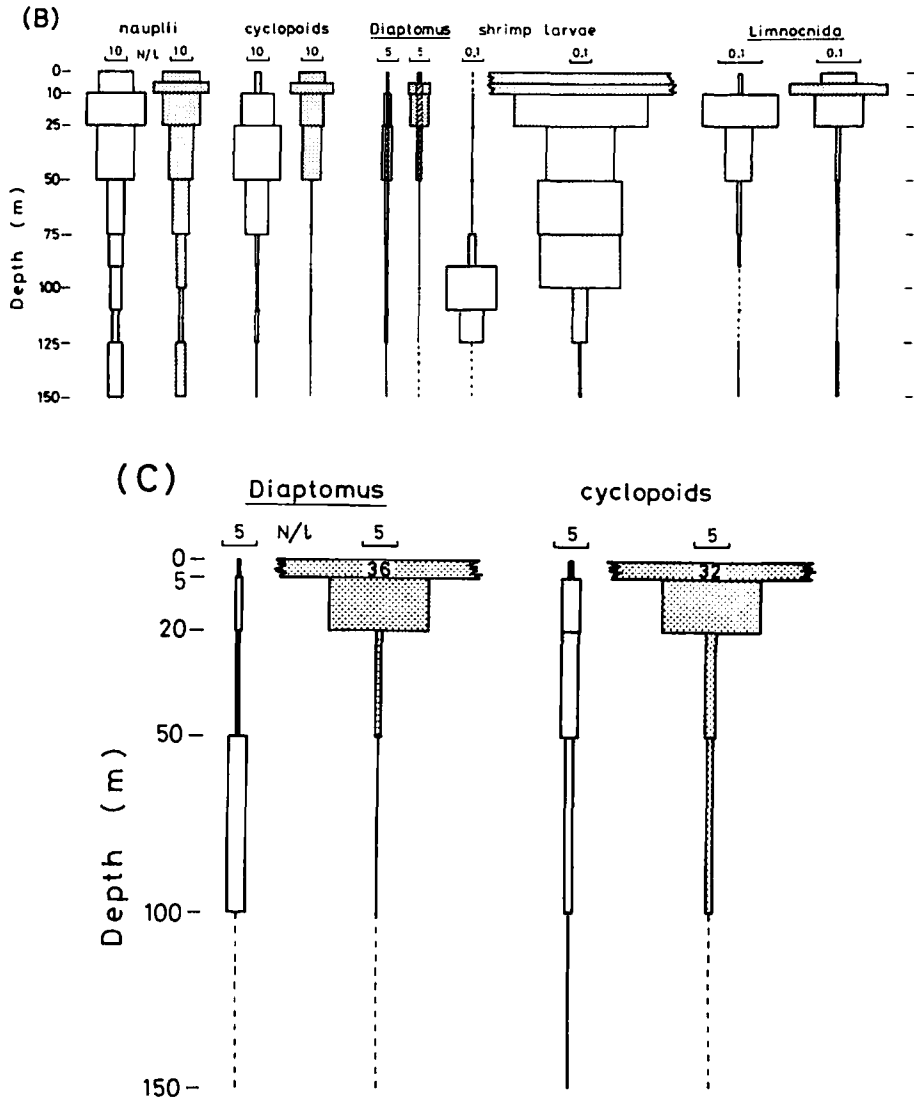 (B)
nauplii cyclopoids Diaptomus shrimp larvae Limnocnida
10 N/l 10 10 10 5 5 0.1 0.1 0.1 0.1
0
10
25
50
75
100
125
150
Depth (m)
(C)
Diaptomus cyclopoids
5 N/l 5 5 5
0
5
20
50
100
150
36 32
Depth (m)